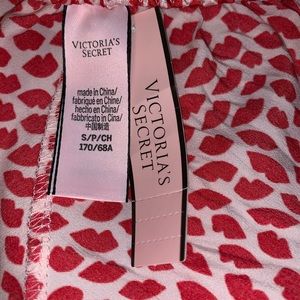 VICTORIA'S
SECRET
made in China/
fabriqué en Chine/
hecho en China/
fabbricato in Cina/
中国制造
S/P/CH
170/68A
VICTORIA'S
SECRET